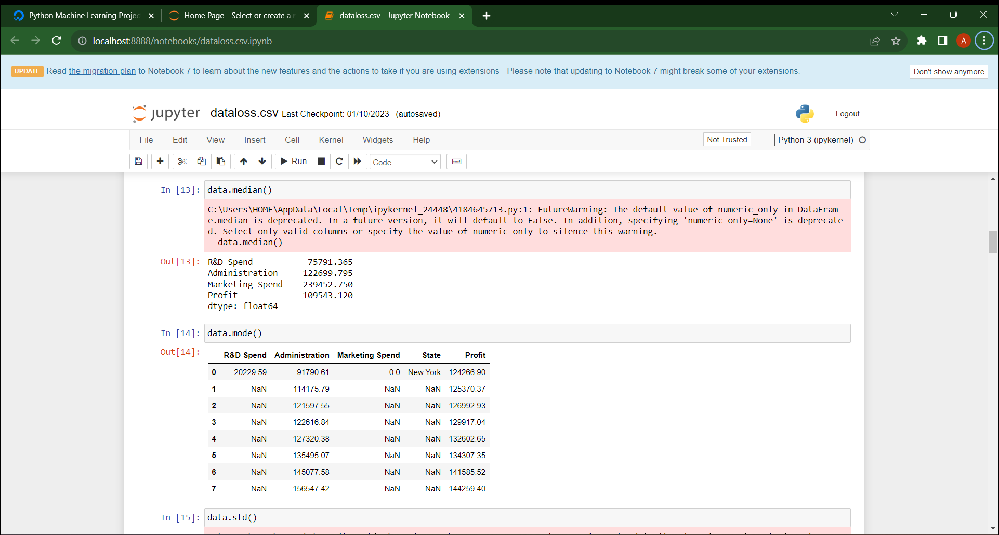 Python Machine Learning Projec
Home Page - Select or create a n
dataloss.csv - Jupyter Notebook
localhost:8888/notebooks/dataloss.csv.ipynb
A
UPDATE Read the migration plan to Notebook 7 to learn about the new features and the actions to take if you are using extensions - Please note that updating to Notebook 7 might break some of your extensions.
Don't show anymore
jupyter dataloss.csv Last Checkpoint: 01/10/2023 (autosaved)
Logout
File Edit View Insert Cell Kernel Widgets Help
Not Trusted
Python 3 (ipykernel)
Run
Code
In [13]: data.median()
C:\Users\HOME\AppData\Local\Temp\ipykernel_24448\4184645713.py:1: FutureWarning: The default value of numeric_only in DataFram
e.median is deprecated. In a future version, it will default to False. In addition, specifying 'numeric_only=None' is deprecate
d. Select only valid columns or specify the value of numeric_only to silence this warning.
data.median()
Out[13]: R&D Spend 75791.365
Administration 122699.795
Marketing Spend 239452.750
Profit 109543.120
dtype: float64
In [14]: data.mode()
Out[14]:
R&D Spend Administration Marketing Spend State Profit
0 20229.59 91790.61 0.0 New York 124266.90
1 NaN 114175.79 NaN NaN 125370.37
2 NaN 121597.55 NaN NaN 126992.93
3 NaN 122616.84 NaN NaN 129917.04
4 NaN 127320.38 NaN NaN 132602.65
5 NaN 135495.07 NaN NaN 134307.35
6 NaN 145077.58 NaN NaN 141585.52
7 NaN 156547.42 NaN NaN 144259.40
In [15]: data.std()